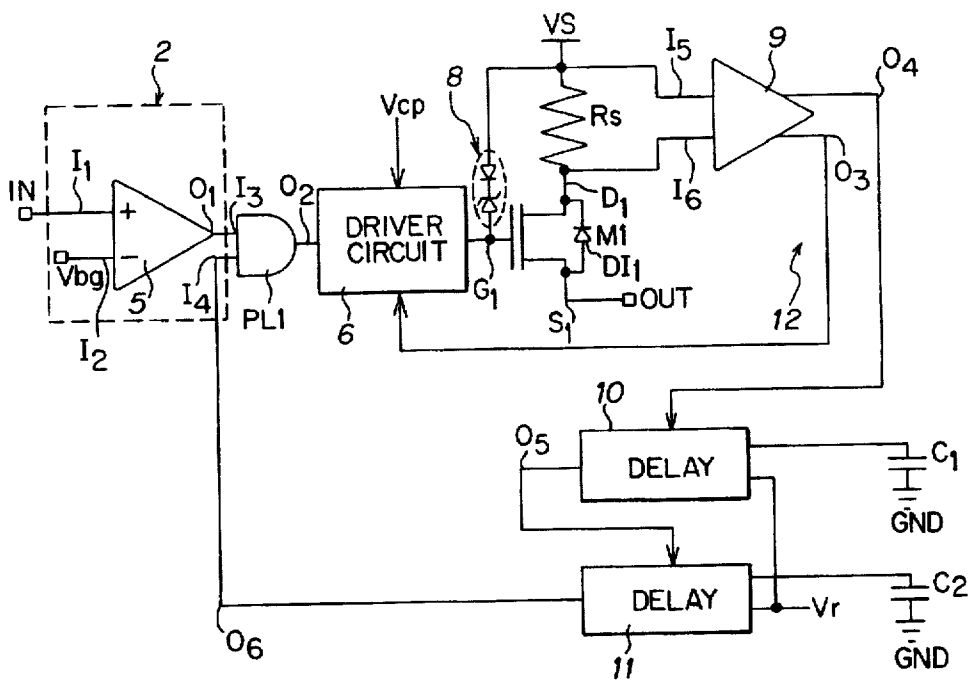 2
VS
I5
9
O4
Vcp
8
Rs
IN
I1
O1
I3
O2
I6
O3
D1
+
DRIVER
CIRCUIT
M1
DI1
Vbg
−
5
I4
PL1
G1
OUT
I2
6
S1
12
10
O5
DELAY
C1
GND
DELAY
C2
Vr
O6
11
GND